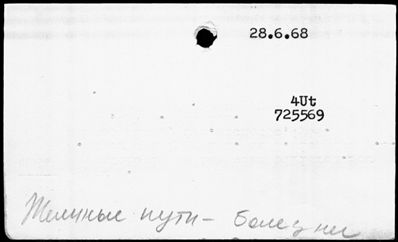 28.6.68
4Ut
725569
Желчные пути - болезни